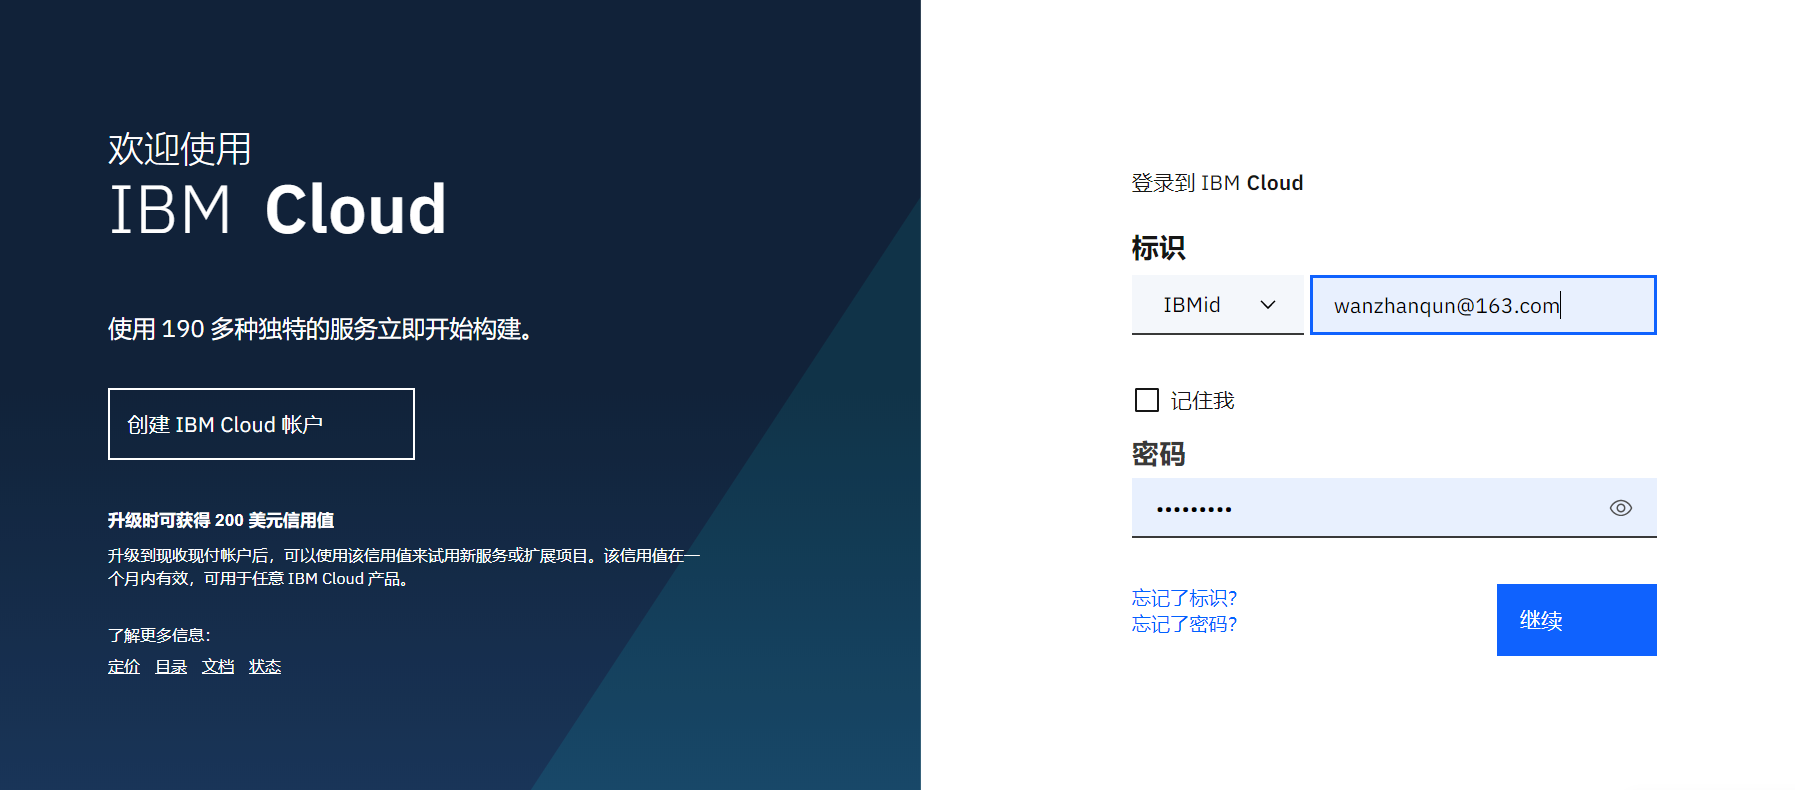 欢迎使用
IBM Cloud
使用 190 多种独特的服务立即开始构建。
创建 IBM Cloud 帐户
升级时可获得 200 美元信用值
升级到现收现付帐户后，可以使用该信用值来试用新服务或扩展项目。该信用值在一
个月内有效，可用于任意 IBM Cloud 产品。
了解更多信息：
定价 目录 文档 状态
登录到 IBM Cloud
标识
IBMid wanzhanqun@163.com
记住我
密码
•••••••••
忘记了标识?
忘记了密码?
继续